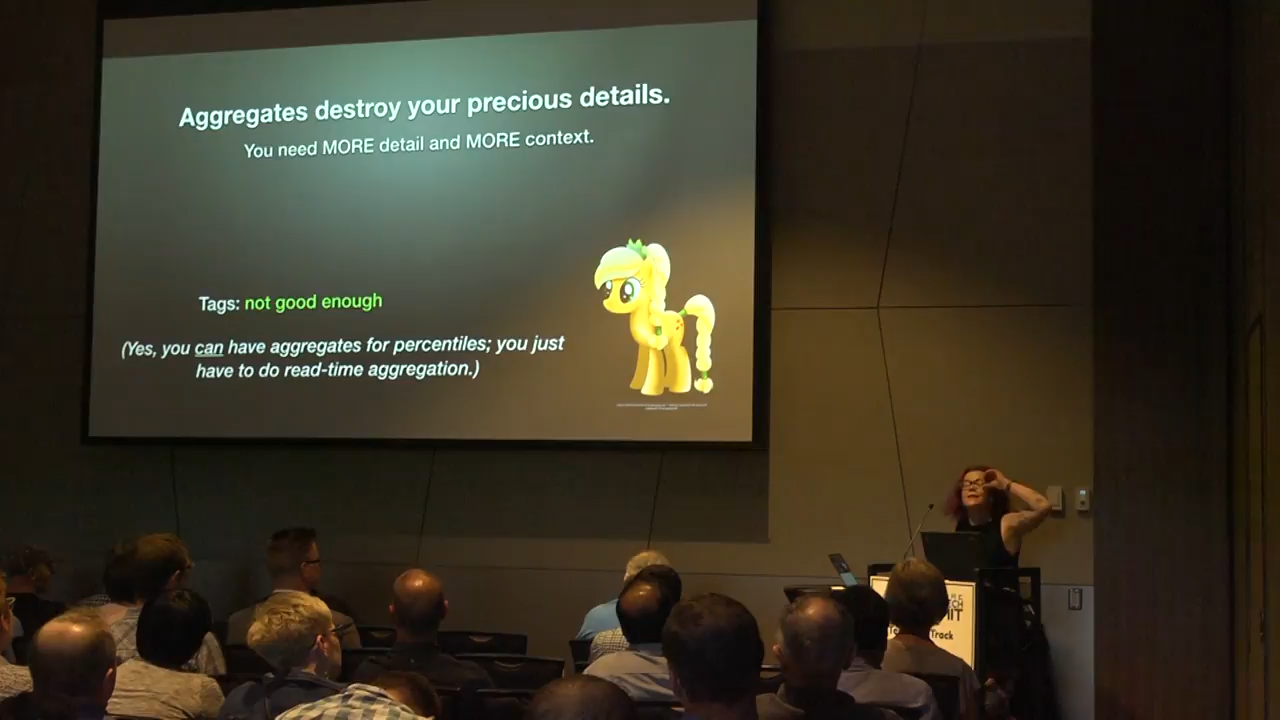 Aggregates destroy your precious details.
You need MORE detail and MORE context.
Tags: not good enough
(Yes, you can have aggregates for percentiles; you just
have to do read-time aggregation.)
Track